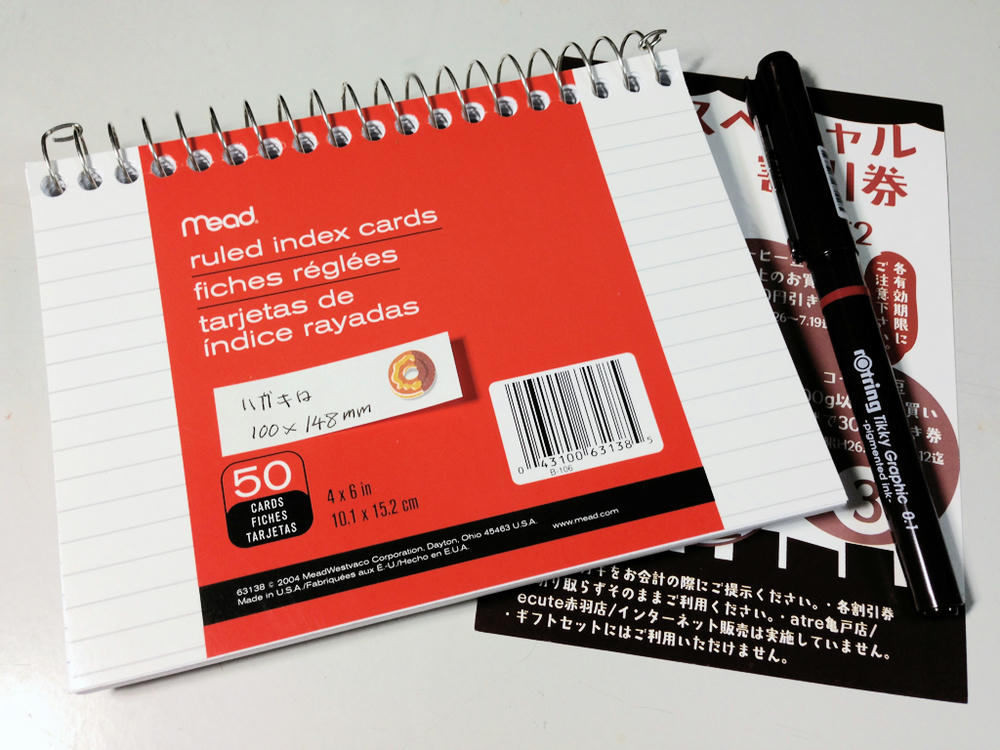 mead
ruled index cards
fiches réglées
tarjetas de
índice rayadas
ハガキは
100×148mm
50
CARDS
FICHES
TARJETAS
4 x 6 in
10.1 x 15.2 cm
0 43100 63138 5
B-106
63138 © 2004 MeadWestvaco Corporation, Dayton, Ohio 45463 U.S.A. www.mead.com
Made in U.S.A./Fabriquées aux É.-U./Hecho en E.U.A.
rotring Tikky Graphic 0.1
-pigmented ink-
引券
各有効期限に
ご注意下さい。
をお会計の際にご提示ください。・各割引券
り取らずそのままご利用ください。・atre亀戸店/
ecute赤羽店/インターネット販売は実施していません。
・ギフトセットにはご利用いただけません。